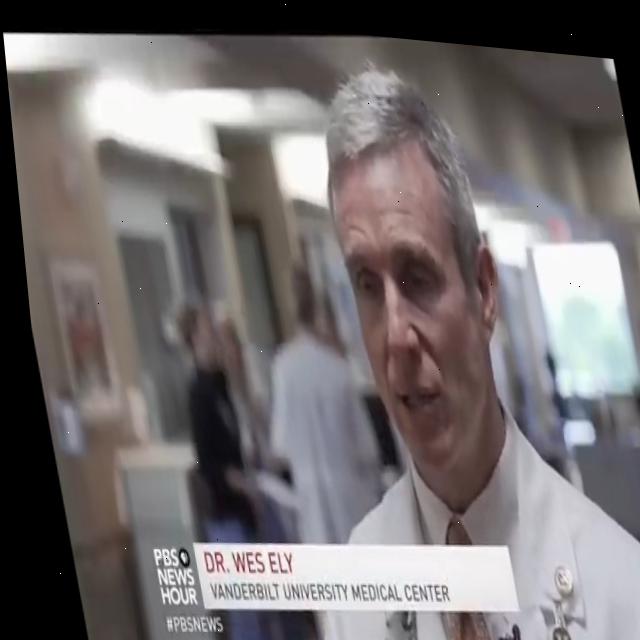 PBS
NEWS
HOUR
DR. WES ELY
VANDERBILT UNIVERSITY MEDICAL CENTER
#PBSNEWS